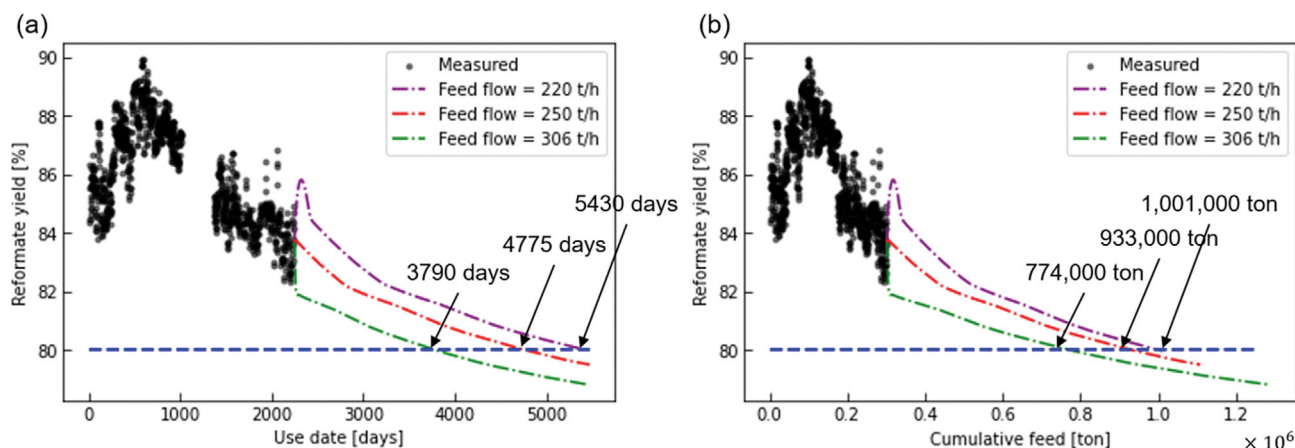 (a)
Reformate yield [%]
90
88
86
84
82
80
Measured
Feed flow = 220 t/h
Feed flow = 250 t/h
Feed flow = 306 t/h
5430 days
4775 days
3790 days
0
1000
2000
3000
4000
5000
Use date [days]
(b)
Reformate yield [%]
90
88
86
84
82
80
Measured
Feed flow = 220 t/h
Feed flow = 250 t/h
Feed flow = 306 t/h
1,001,000 ton
933,000 ton
774,000 ton
0.0
0.2
0.4
0.6
0.8
1.0
1.2
Cumulative feed [ton]
× 10⁶